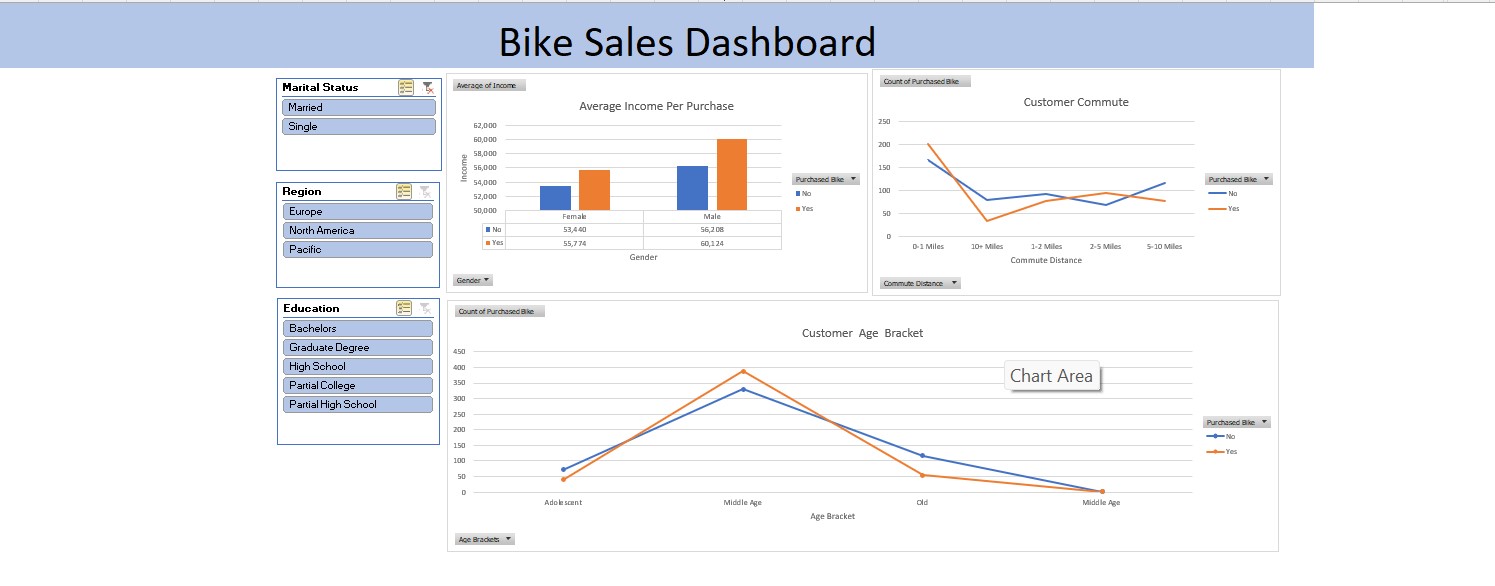 Bike Sales Dashboard
Marital Status
Married
Single
Region
Europe
North America
Pacific
Education
Bachelors
Graduate Degree
High School
Partial College
Partial High School
Average of Income
Average Income Per Purchase
Income
62,000
60,000
58,000
56,000
54,000
52,000
50,000
Female Male
No 53,440 56,208
Yes 55,774 60,124
Gender
Purchased Bike
No
Yes
Gender
Count of Purchased Bike
Customer Commute
250
200
150
100
50
0
0-1 Miles 10+ Miles 1-2 Miles 2-5 Miles 5-10 Miles
Commute Distance
Purchased Bike
No
Yes
Commute Distance
Count of Purchased Bike
Customer Age Bracket
450
400
350
300
250
200
150
100
50
0
Adolescent Middle Age Old Middle Age
Age Bracket
Chart Area
Purchased Bike
No
Yes
Age Brackets